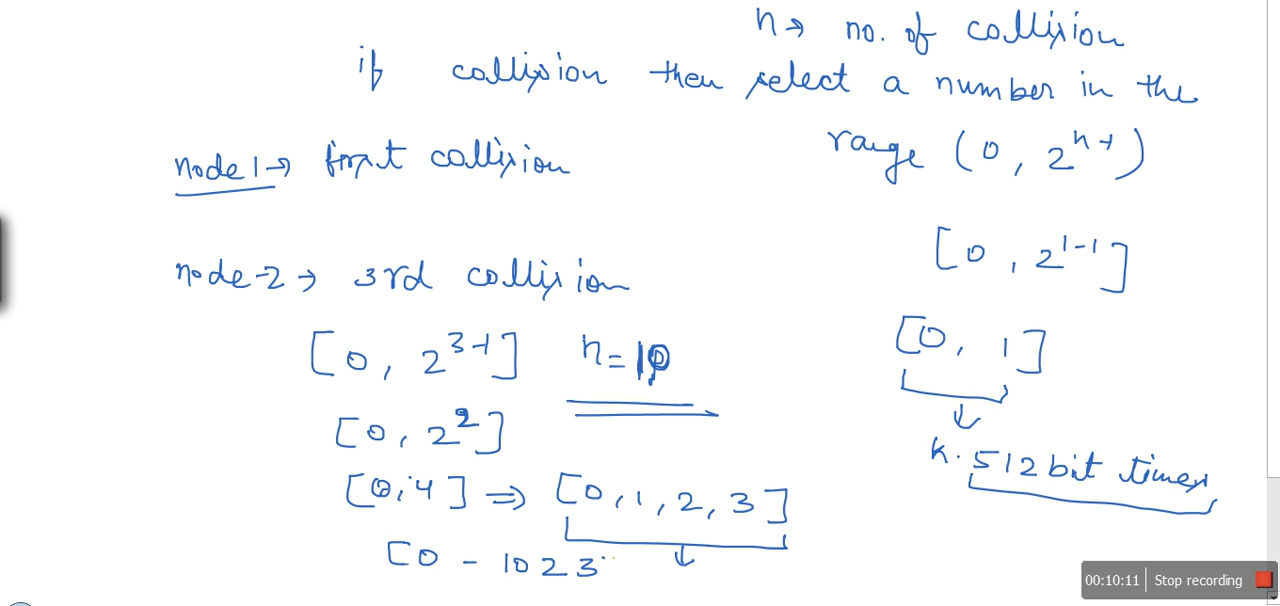 n → no. of collision
if collision then select a number in the
range (0, 2^n-1)
node 1 → first collision
[0, 2^1-1]
node-2 → 3rd collision
[0, 2^3-1] n=10
[0, 1]
[0, 2^2]
K. 512 bit times
[0, 4] ⇒ [0, 1, 2, 3]
[0 - 1023
00:10:11 Stop recording